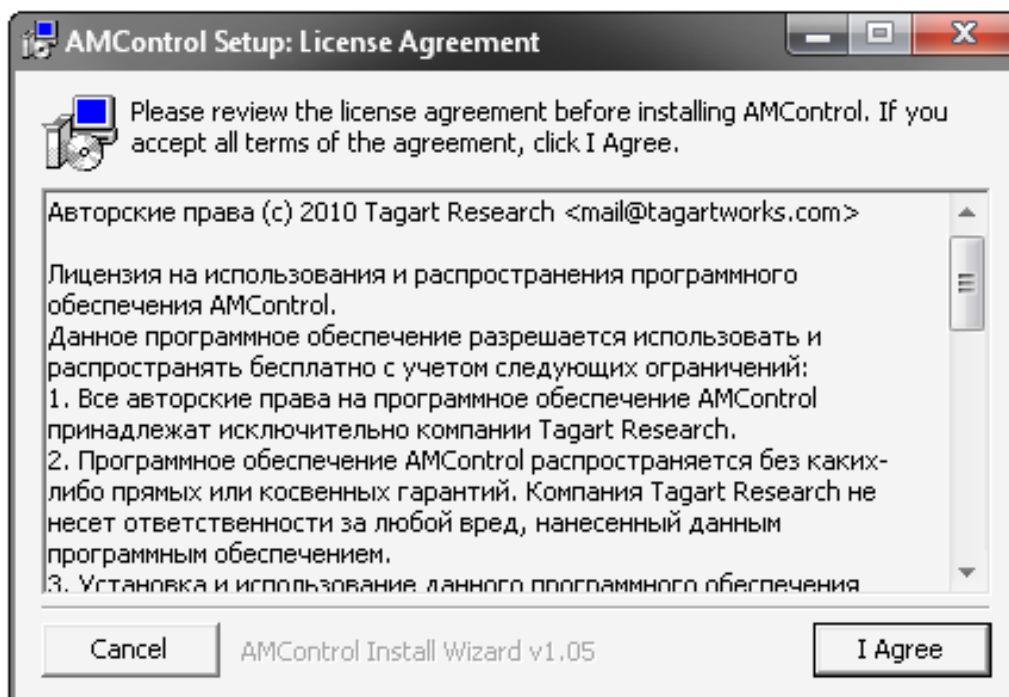 AMControl Setup: License Agreement
Please review the license agreement before installing AMControl. If you
accept all terms of the agreement, click I Agree.
Авторские права (c) 2010 Tagart Research <mail@tagartworks.com>
Лицензия на использования и распространения программного
обеспечения AMControl.
Данное программное обеспечение разрешается использовать и
распространять бесплатно с учетом следующих ограничений:
1. Все авторские права на программное обеспечение AMControl
принадлежат исключительно компании Tagart Research.
2. Программное обеспечение AMControl распространяется без каких-
либо прямых или косвенных гарантий. Компания Tagart Research не
несет ответственности за любой вред, нанесенный данным
программным обеспечением.
3. Установка и использование данного программного обеспечения
Cancel
AMControl Install Wizard v1.05
I Agree